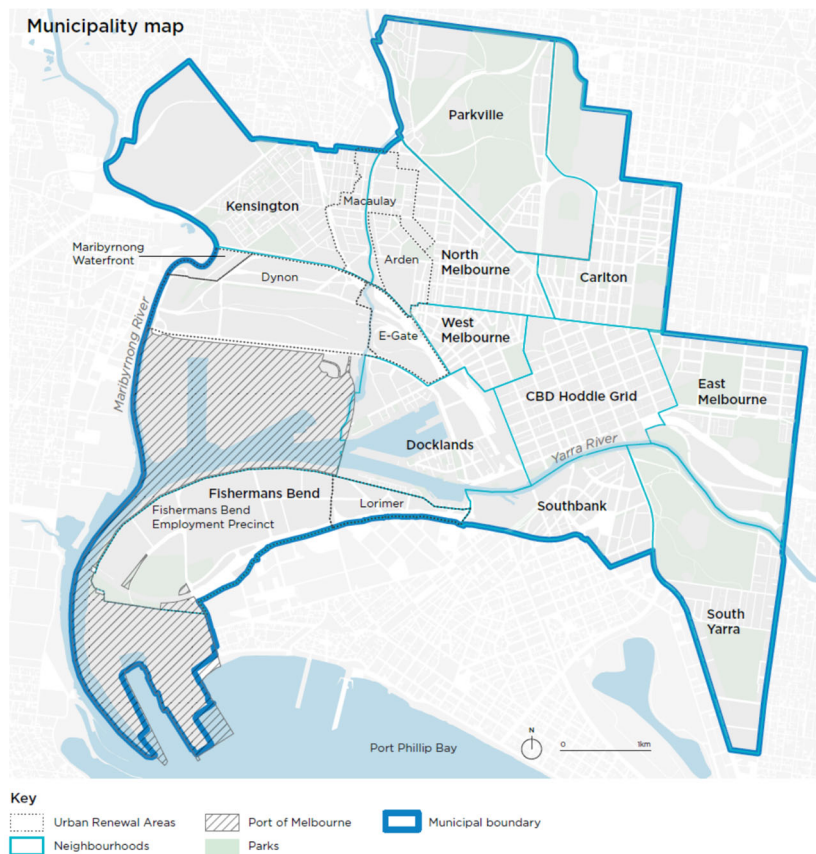 Municipality map
Parkville
Kensington
Macaulay
Maribyrnong
Waterfront
Dynon
Arden
North
Melbourne
Carlton
E-Gate
West
Melbourne
Maribyrnong River
CBD Hoddle Grid
East
Melbourne
Docklands
Yarra River
Fishermans Bend
Fishermans Bend
Employment Precinct
Lorimer
Southbank
South
Yarra
Port Phillip Bay
N
0 1km
Key
Urban Renewal Areas
Port of Melbourne
Municipal boundary
Neighbourhoods
Parks